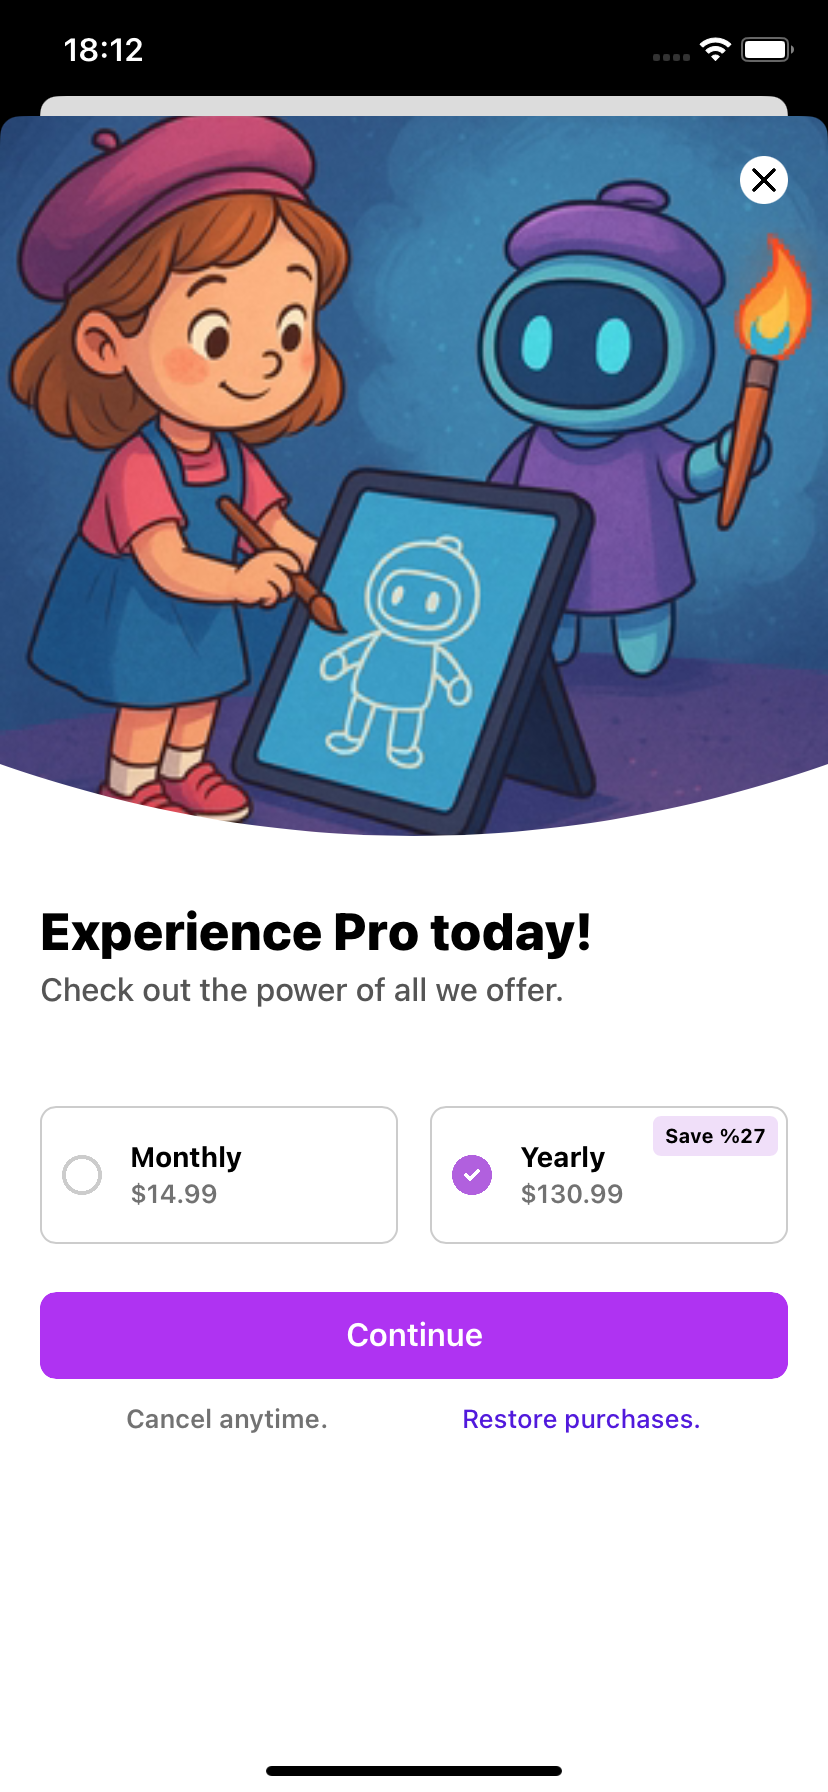 18:12
Experience Pro today!
Check out the power of all we offer.
Monthly
$14.99
Save %27
Yearly
$130.99
Continue
Cancel anytime.
Restore purchases.